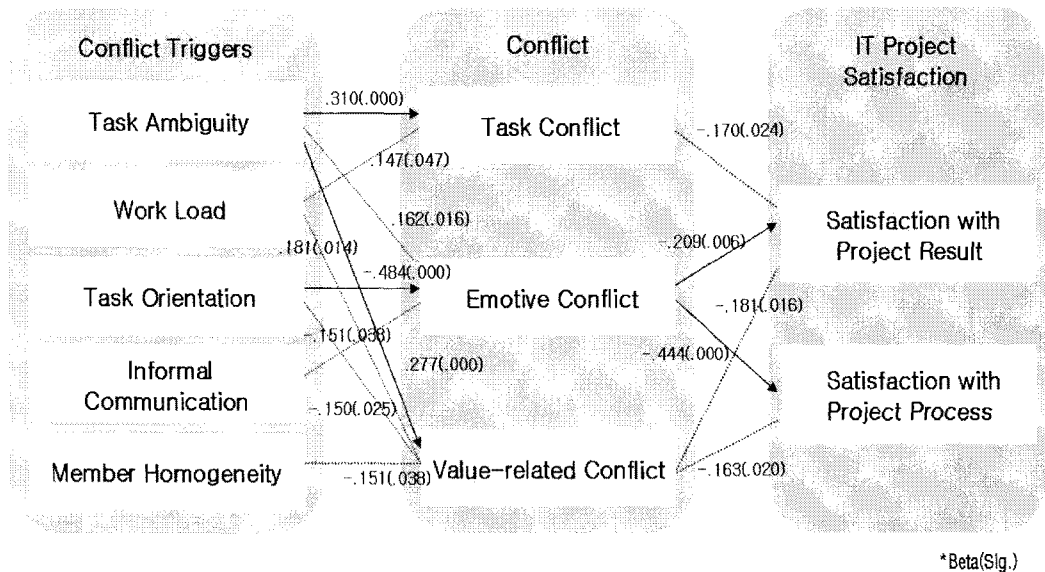 Conflict Triggers
Conflict
IT Project
Satisfaction
Task Ambiguity
Work Load
Task Orientation
Informal
Communication
Member Homogeneity
.310(.000)
.147(.047)
.162(.016)
.181(.014)
-.484(.000)
-.151(.038)
.277(.000)
-.150(.025)
-.151(.038)
Task Conflict
Emotive Conflict
Value-related Conflict
-.170(.024)
-.209(.006)
-.181(.016)
-.444(.000)
-.163(.020)
Satisfaction with
Project Result
Satisfaction with
Project Process
*Beta(Sig.)